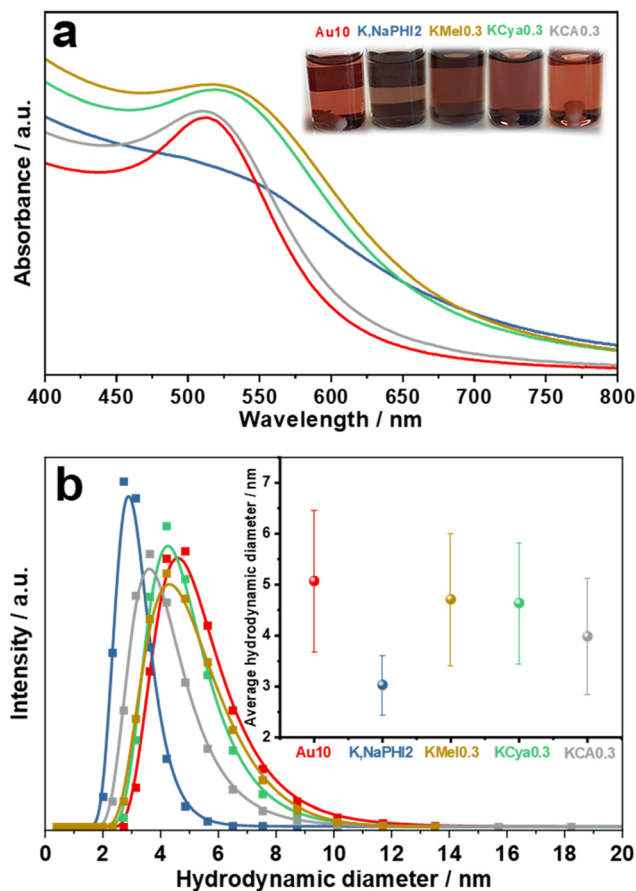 a
Au10 K,NaPHI2 KMel0.3 KCya0.3 KCA0.3
Absorbance / a.u.
400 450 500 550 600 650 700 750 800
Wavelength / nm
b
Intensity / a.u.
Average hydrodynamic diameter / nm
7
6
5
4
3
2
Au10 K,NaPHI2 KMel0.3 KCya0.3 KCA0.3
0 2 4 6 8 10 12 14 16 18 20
Hydrodynamic diameter / nm